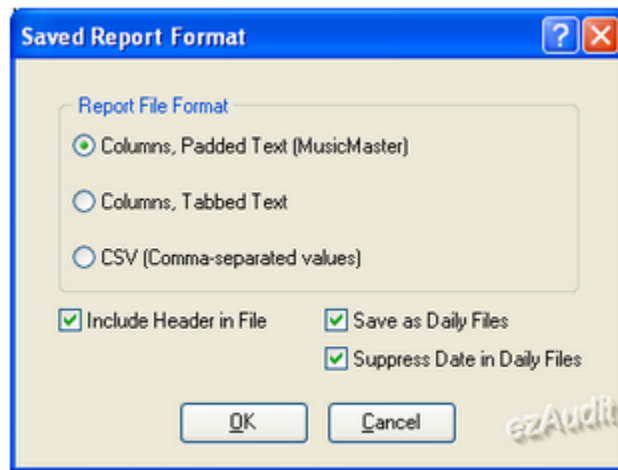 Saved Report Format
?
Report File Format
Columns, Padded Text (MusicMaster)
Columns, Tabbed Text
CSV (Comma-separated values)
Include Header in File
Save as Daily Files
Suppress Date in Daily Files
OK
Cancel
ezAudit